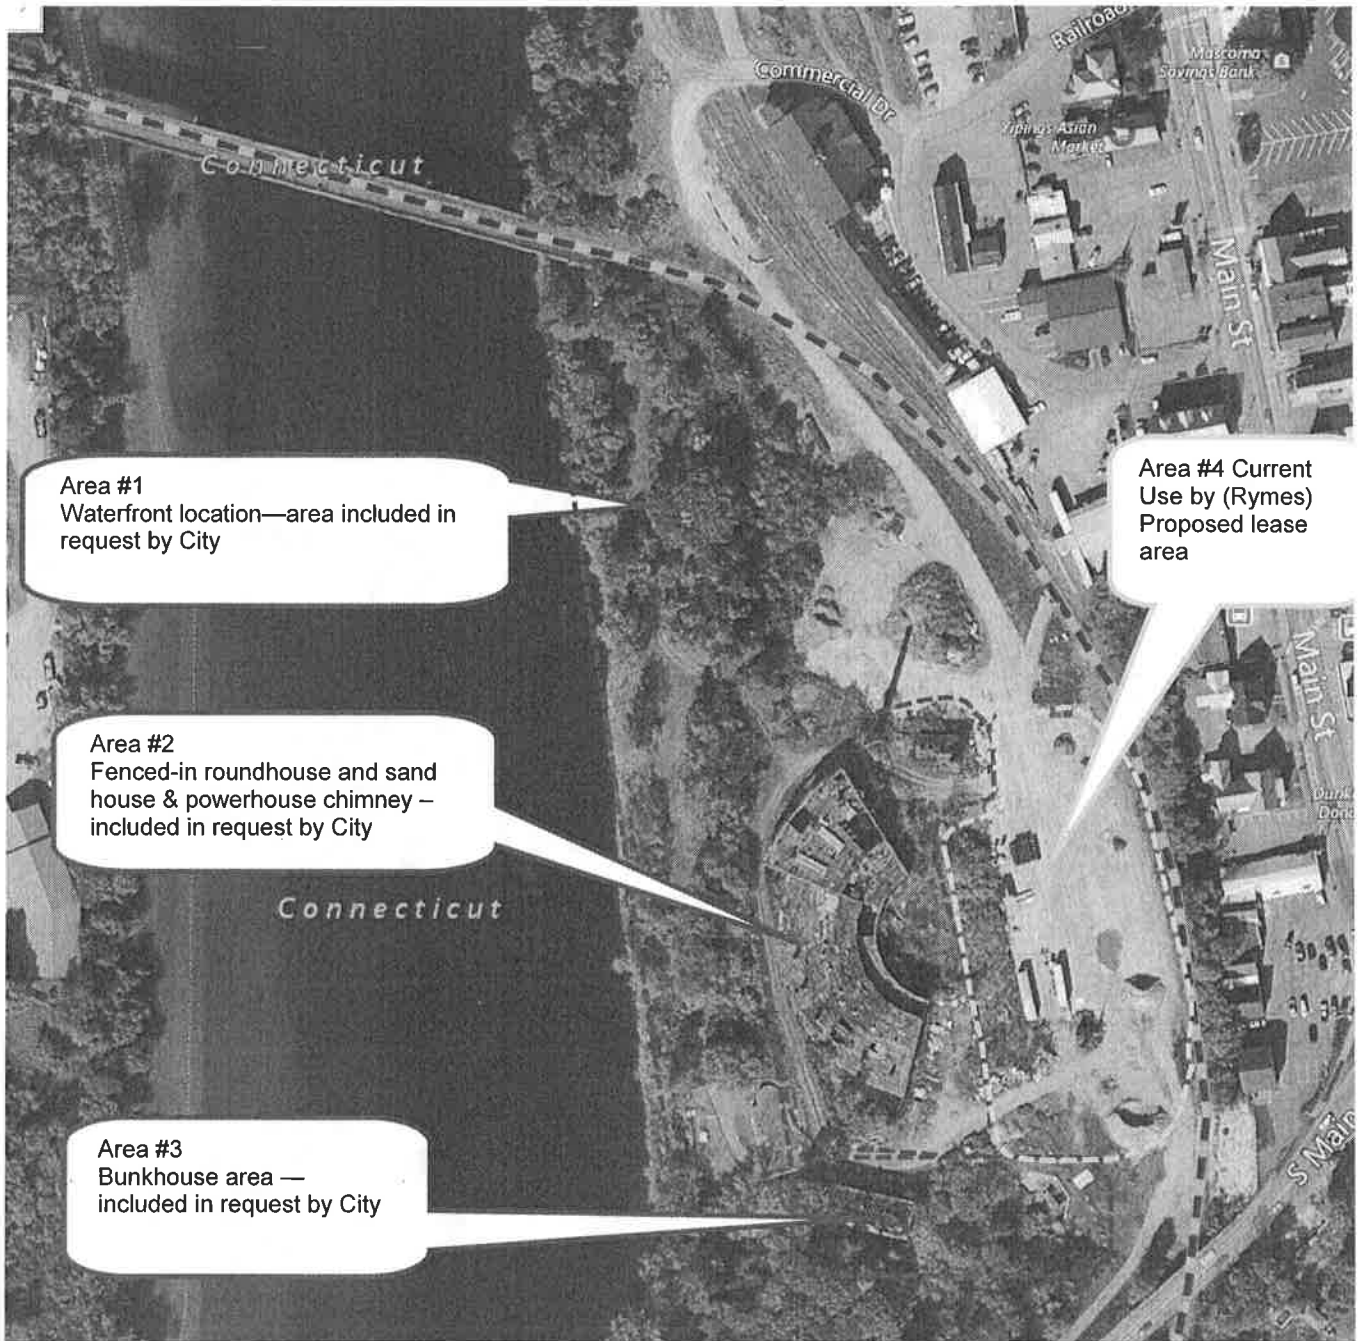 Commercial Dr
Railroad
Mascoma
Savings Bank
Yipings Asian
Market
Connecticut
Main St
Area #1
Waterfront location—area included in
request by City
Area #4 Current
Use by (Rymes)
Proposed lease
area
Main St
Area #2
Fenced-in roundhouse and sand
house & powerhouse chimney –
included in request by City
Connecticut
Area #3
Bunkhouse area —
included in request by City
S Main